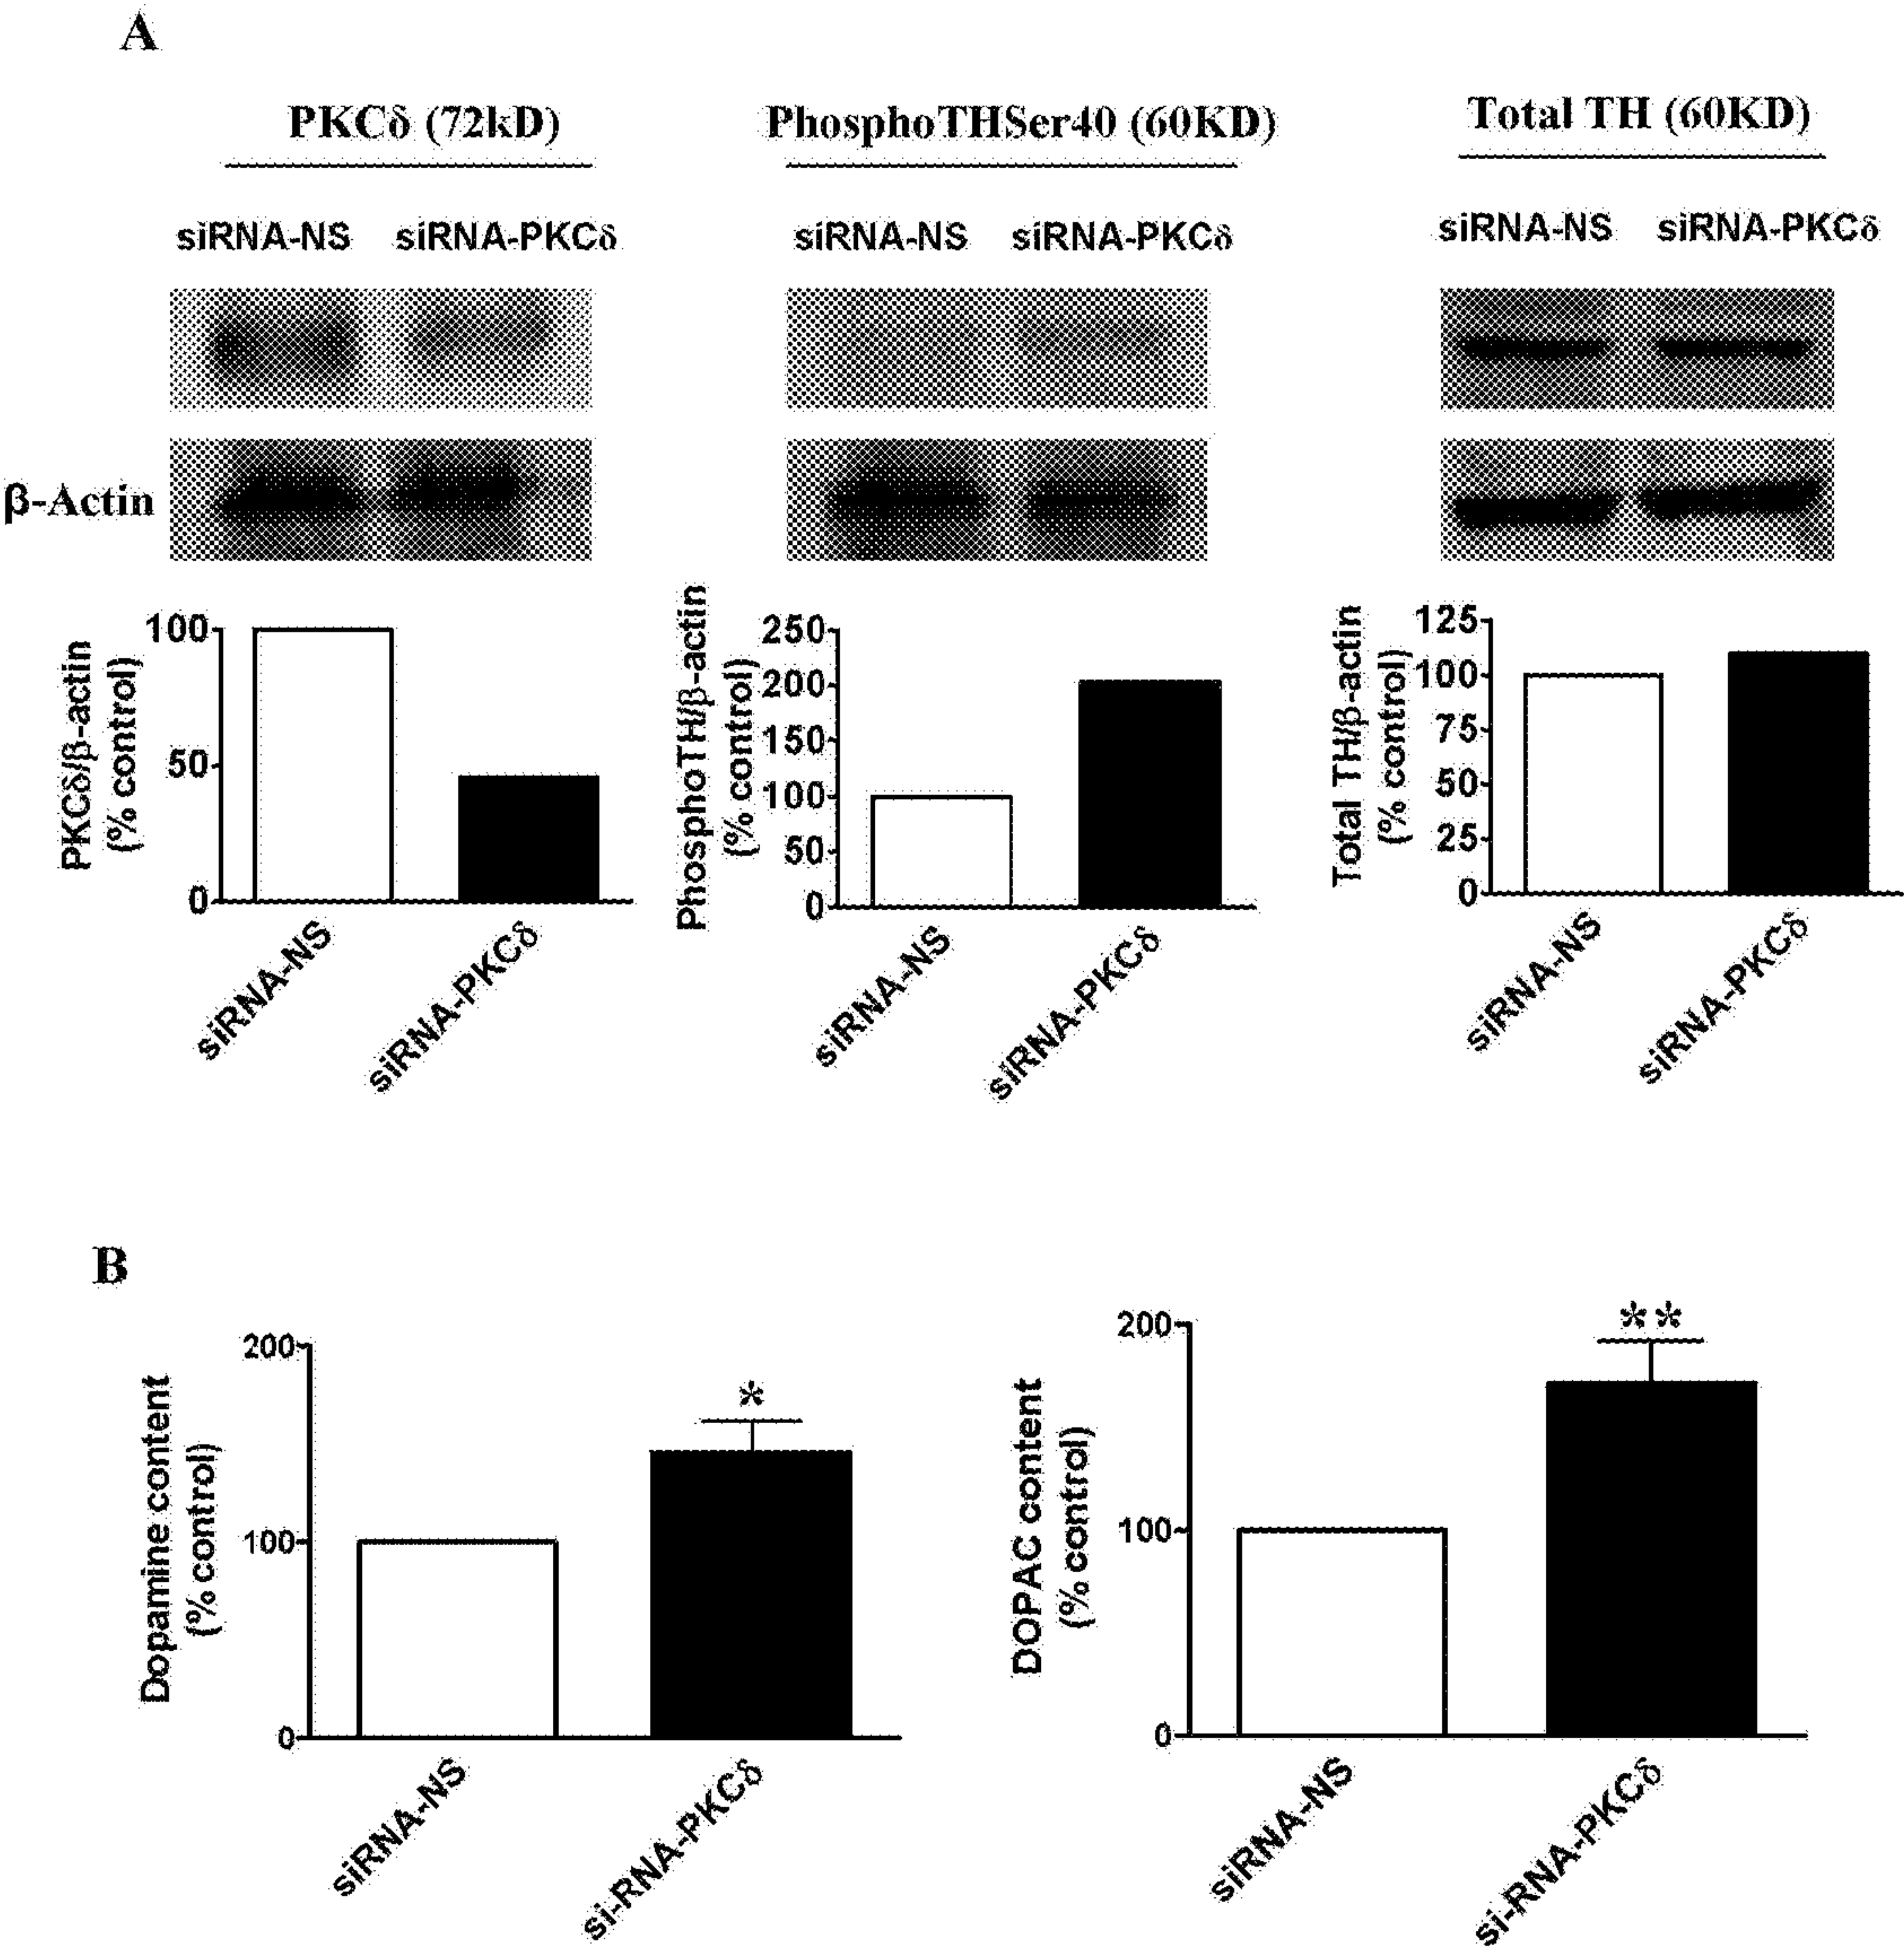 A
PKCδ (72kD)
PhosphoTHSer40 (60KD)
Total TH (60KD)
siRNA-NS siRNA-PKCδ
siRNA-NS siRNA-PKCδ
siRNA-NS siRNA-PKCδ
β-Actin
PKCδ/β-actin
(% control)
100
50
0
siRNA-NS
siRNA-PKCδ
PhosphoTH/β-actin
(% control)
250
200
150
100
50
0
siRNA-NS
siRNA-PKCδ
Total TH/β-actin
(% control)
125
100
75
50
25
0
siRNA-NS
siRNA-PKCδ
B
Dopamine content
(% control)
200
100
0
*
siRNA-NS
si-RNA-PKCδ
DOPAC content
(% control)
200
100
0
**
siRNA-NS
si-RNA-PKCδ